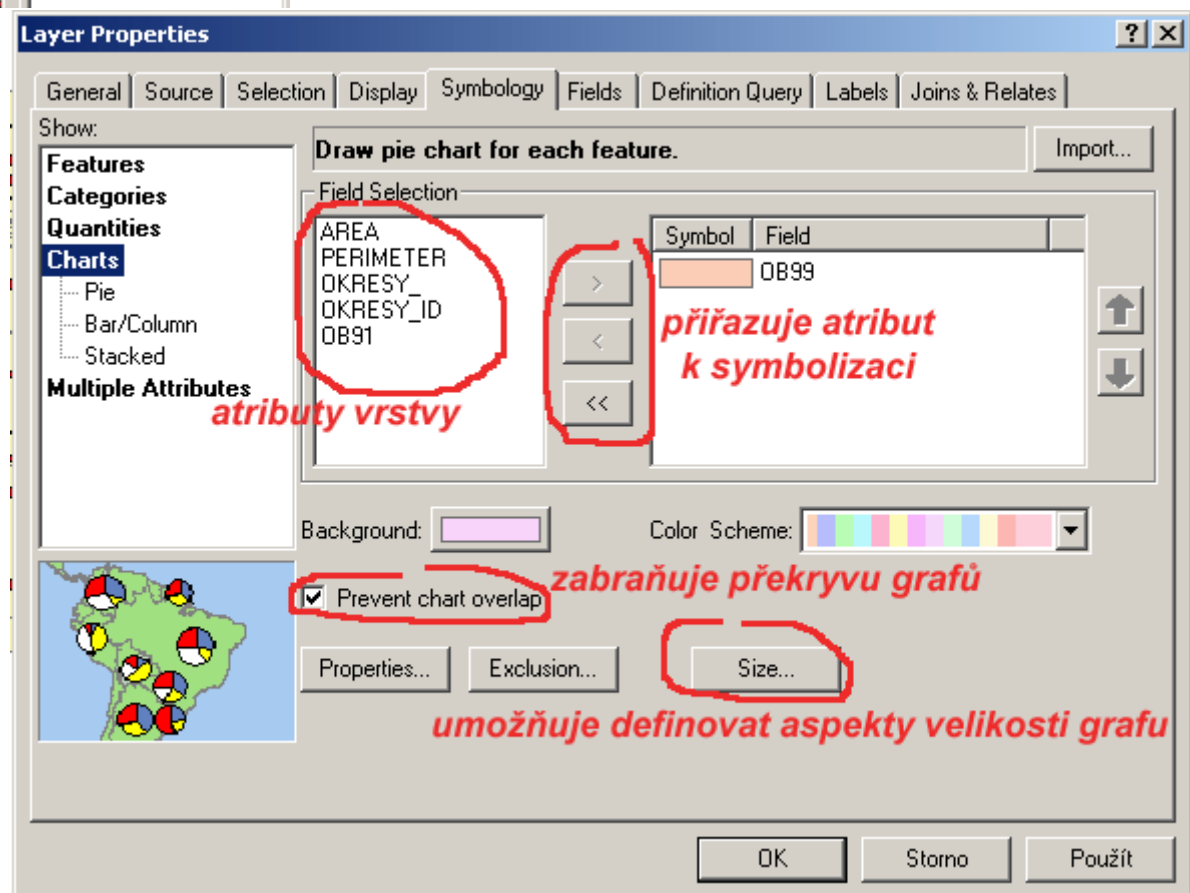 Layer Properties
General Source Selection Display Symbology Fields Definition Query Labels Joins & Relates
Show:
Features
Categories
Quantities
Charts
Pie
Bar/Column
Stacked
Multiple Attributes
Draw pie chart for each feature.
Import...
Field Selection
AREA
PERIMETER
OKRESY_
OKRESY_ID
OB91
atributy vrstvy
>
<
<<
Symbol Field
OB99
přiřazuje atribut
k symbolizaci
Background:
Color Scheme:
zabraňuje překryvu grafů
Prevent chart overlap
Properties... Exclusion... Size...
umožňuje definovat aspekty velikosti grafu
OK Storno Použít